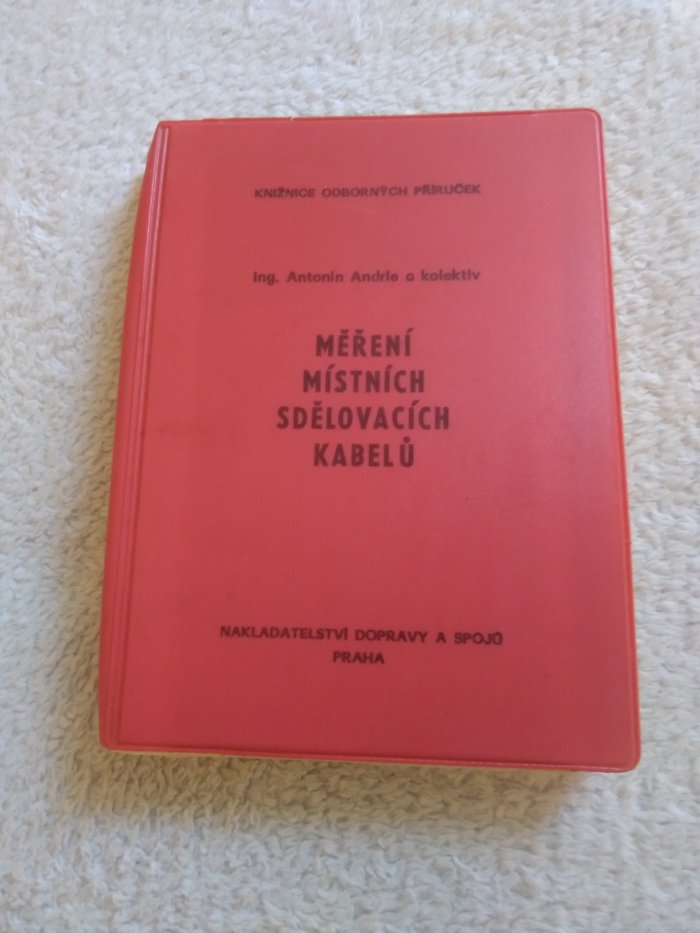 KNIŽNICE ODBORNÝCH PŘÍRUČEK
Ing. Antonín Andrle a kolektiv
MĚŘENÍ
MÍSTNÍCH
SDĚLOVACÍCH
KABELŮ
NAKLADATELSTVÍ DOPRAVY A SPOJŮ
PRAHA